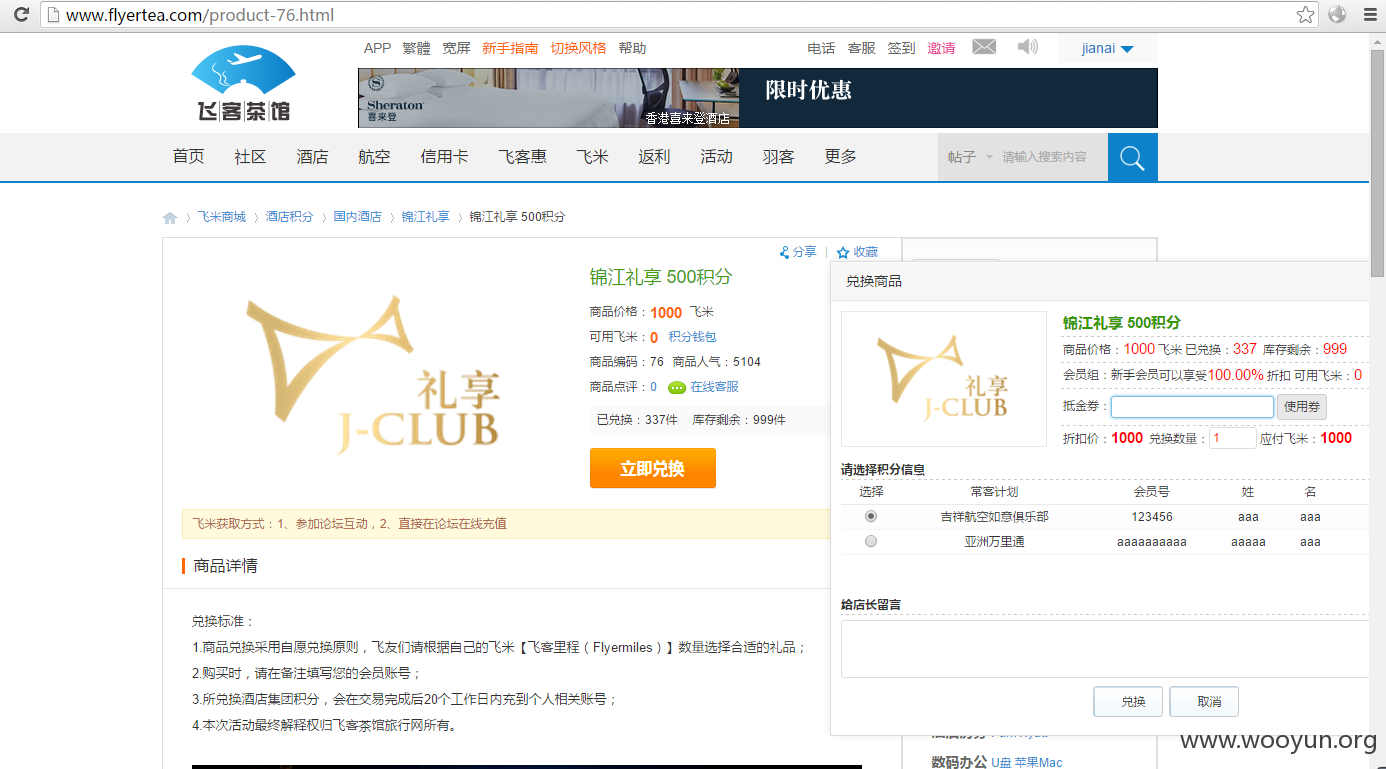 www.flyertea.com/product-76.html
APP 繁體 宽屏 新手指南 切换风格 帮助
电话 客服 签到 邀请
jianai
飞客茶馆
S
Sheraton
喜来登
香港喜来登酒店
限时优惠
首页 社区 酒店 航空 信用卡 飞客惠 飞米 返利 活动 羽客 更多
帖子 请输入搜索内容
飞米商城 〉 酒店积分 〉 国内酒店 〉 锦江礼享 〉 锦江礼享 500积分
分享 | 收藏
礼享
J-CLUB
锦江礼享 500积分
商品价格：1000 飞米
可用飞米：0 积分钱包
商品编码：76 商品人气：5104
商品点评：0 在线客服
已兑换：337件 库存剩余：999件
立即兑换
飞米获取方式：1、参加论坛互动，2、直接在论坛在线充值
商品详情
兑换标准：
1.商品兑换采用自愿兑换原则，飞友们请根据自己的飞米【飞客里程（Flyermiles）】数量选择合适的礼品；
2.购买时，请在备注填写您的会员账号；
3.所兑换酒店集团积分，会在交易完成后20个工作日内充到个人相关账号；
4.本次活动最终解释权归飞客茶馆旅行网所有。
兑换商品
礼享
J-CLUB
锦江礼享 500积分
商品价格：1000 飞米 已兑换：337 库存剩余：999
会员组：新手会员可以享受100.00% 折扣 可用飞米：0
抵金券： 使用券
折扣价：1000 兑换数量：1 应付飞米：1000
请选择积分信息
选择 常客计划 会员号 姓 名
吉祥航空如意俱乐部 123456 aaa aaa
亚洲万里通 aaaaaaaaaa aaaaa aaa
给店长留言
兑换 取消
数码办公 U盘 苹果Mac
www.wooyun.org